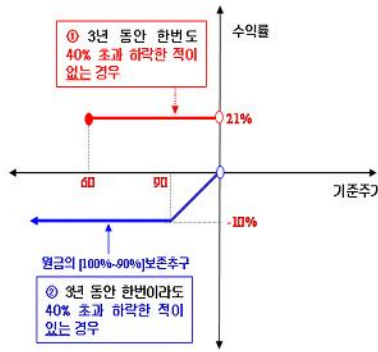 ① 3년 동안 한번도
40% 초과 하락한 적이
없는 경우
수익률
21%
60
90
기준주가
-10%
원금의 [100%~90%]보존추구
② 3년 동안 한번이라도
40% 초과 하락한 적이
있는 경우